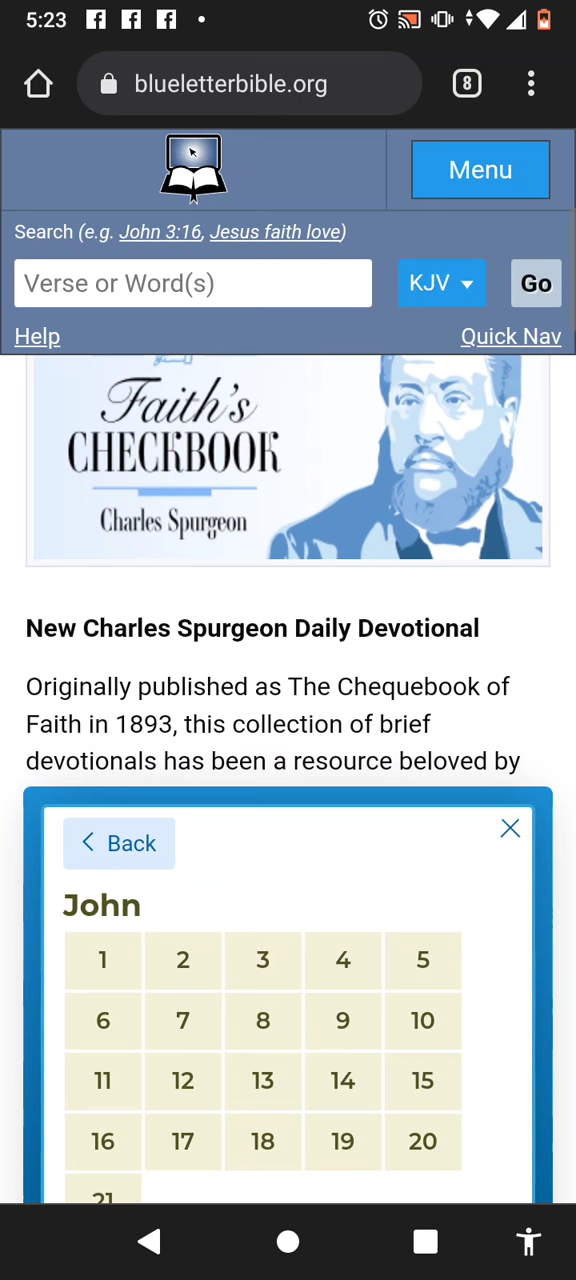 5:23
blueletterbible.org
8
Menu
Search (e.g. John 3:16, Jesus faith love)
Verse or Word(s)
KJV
Go
Help
Quick Nav
Faith's
CHECKBOOK
Charles Spurgeon
New Charles Spurgeon Daily Devotional
Originally published as The Chequebook of
Faith in 1893, this collection of brief
devotionals has been a resource beloved by
Back
John
1 2 3 4 5
6 7 8 9 10
11 12 13 14 15
16 17 18 19 20
21